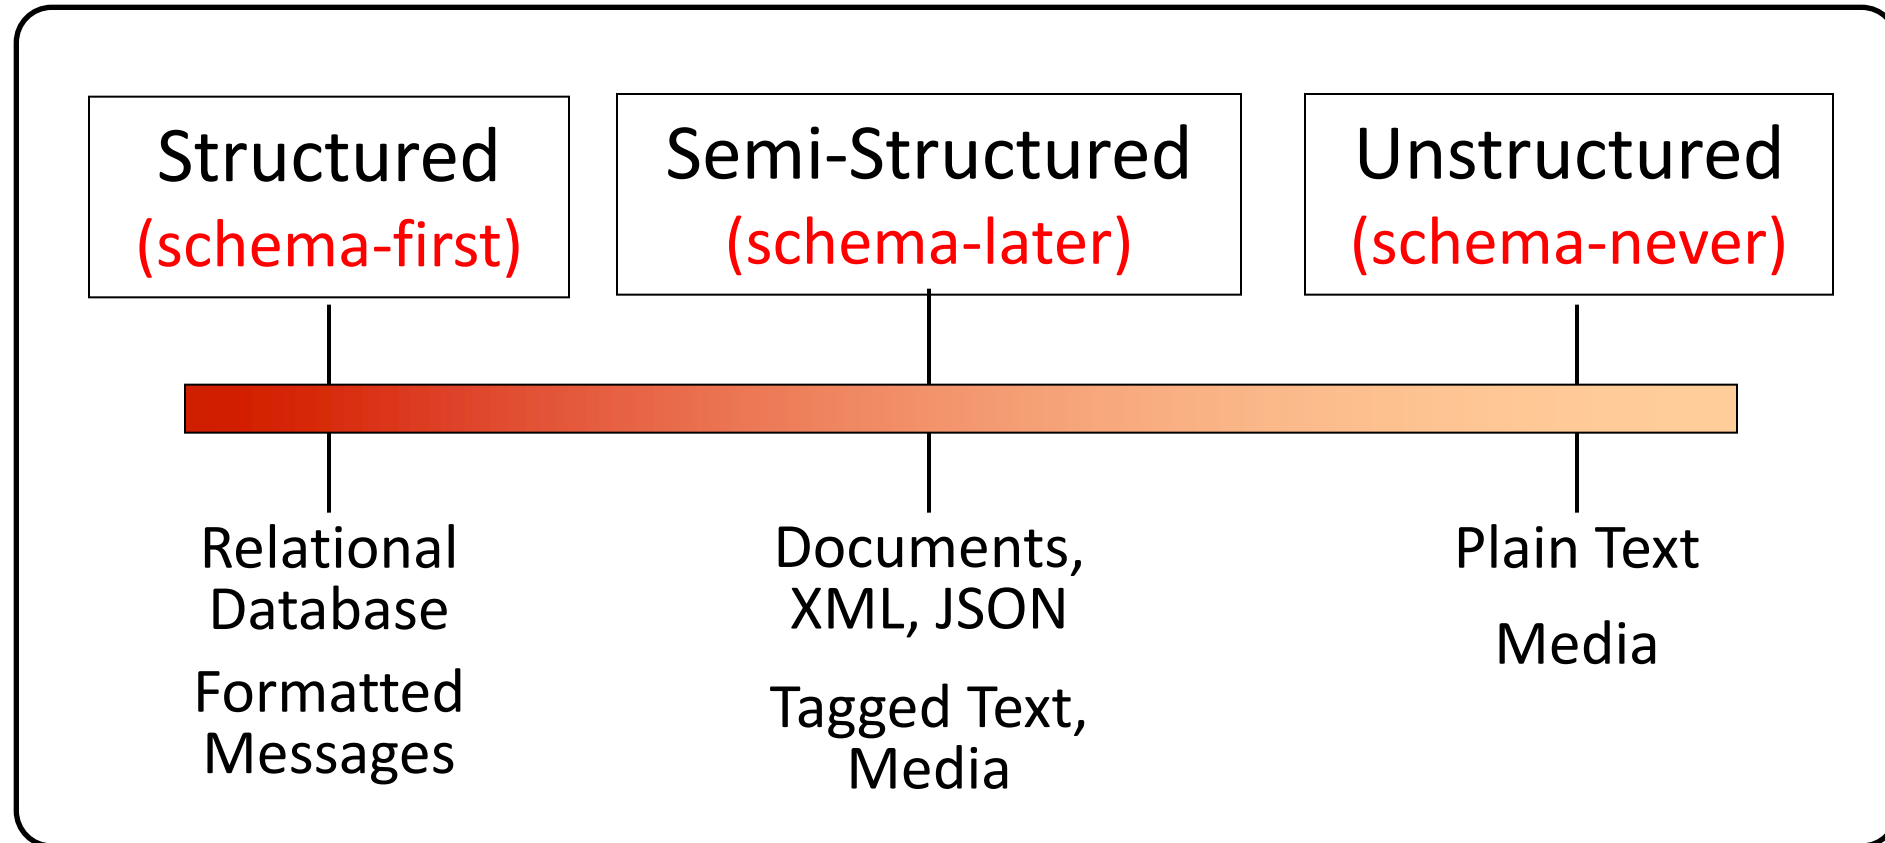 Structured
(schema-first)
Semi-Structured
(schema-later)
Unstructured
(schema-never)
Relational
Database
Formatted
Messages
Documents,
XML, JSON
Tagged Text,
Media
Plain Text
Media